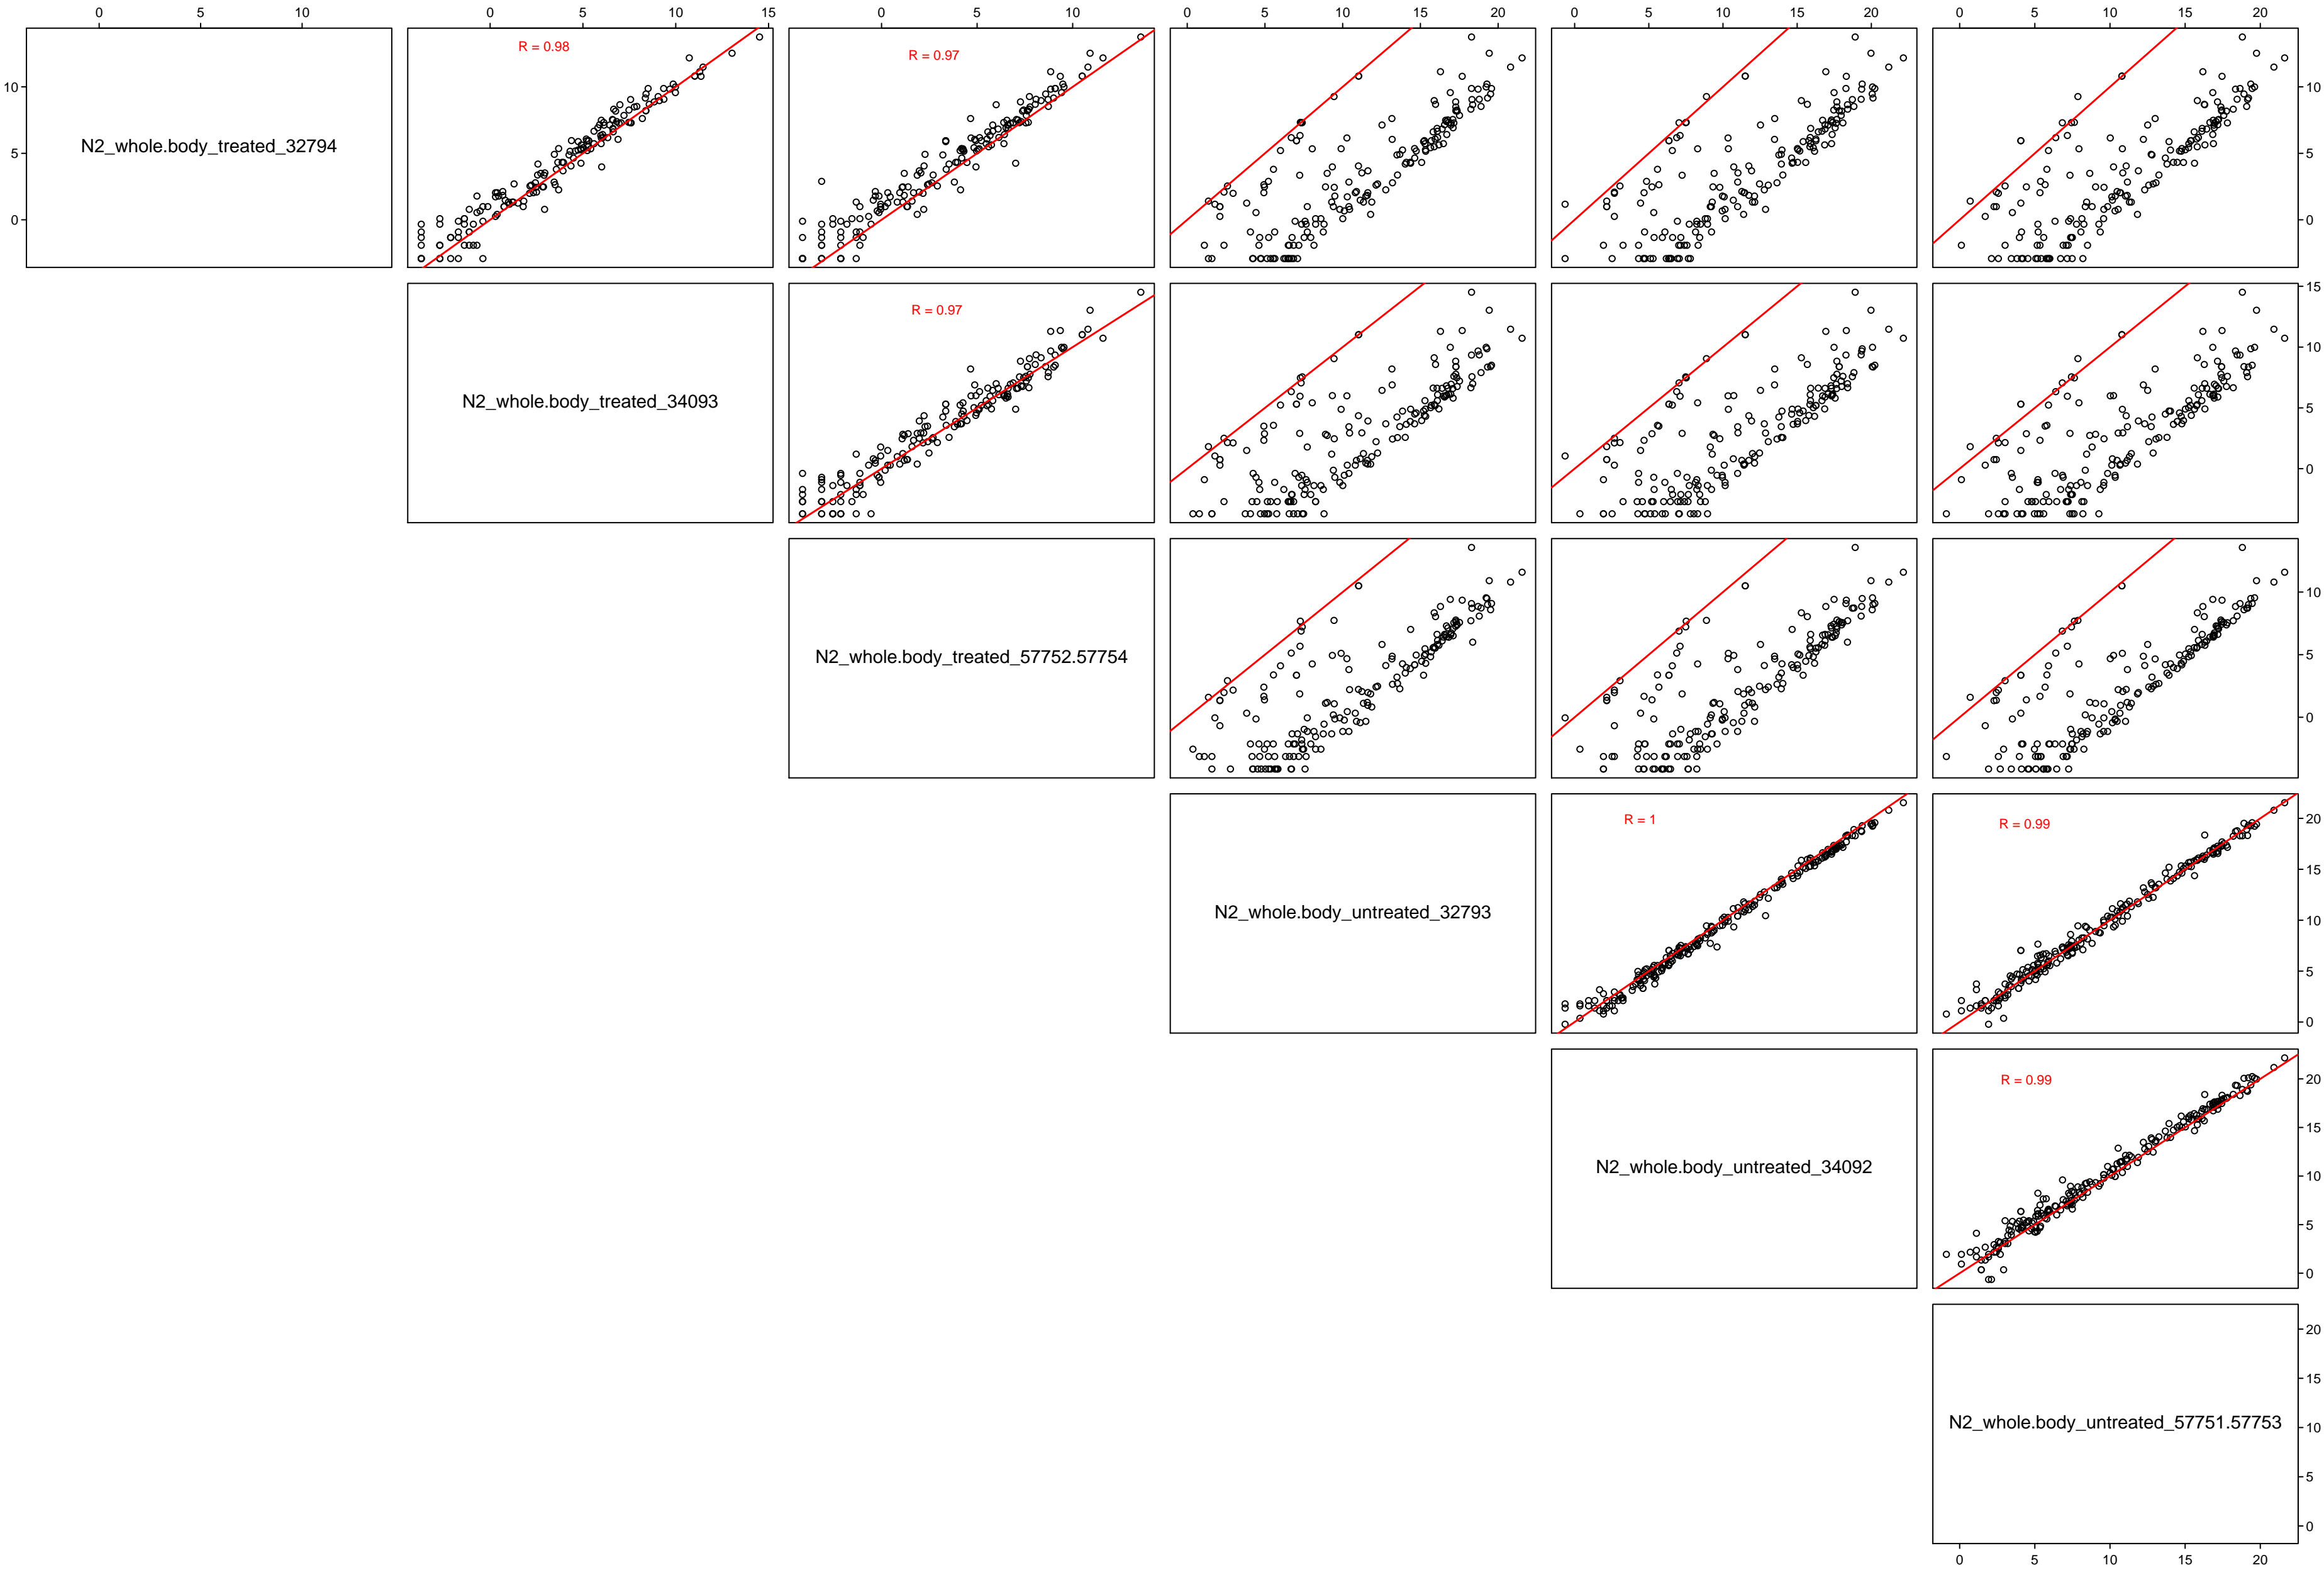 0 5 10 0 5 10 15 0 5 10 0 5 10 15 20 0 5 10 15 20 0 5 10 15 20
N2_whole.body_treated_32794
R = 0.98
R = 0.97
0 5 10
0 5 10
N2_whole.body_treated_34093
R = 0.97
0 5 10 15
N2_whole.body_treated_57752.57754
0 5 10
N2_whole.body_untreated_32793
R = 1
R = 0.99
0 5 10 15 20
N2_whole.body_untreated_34092
R = 0.99
0 5 10 15 20
N2_whole.body_untreated_57751.57753
0 5 10 15 20
0 5 10 15 20